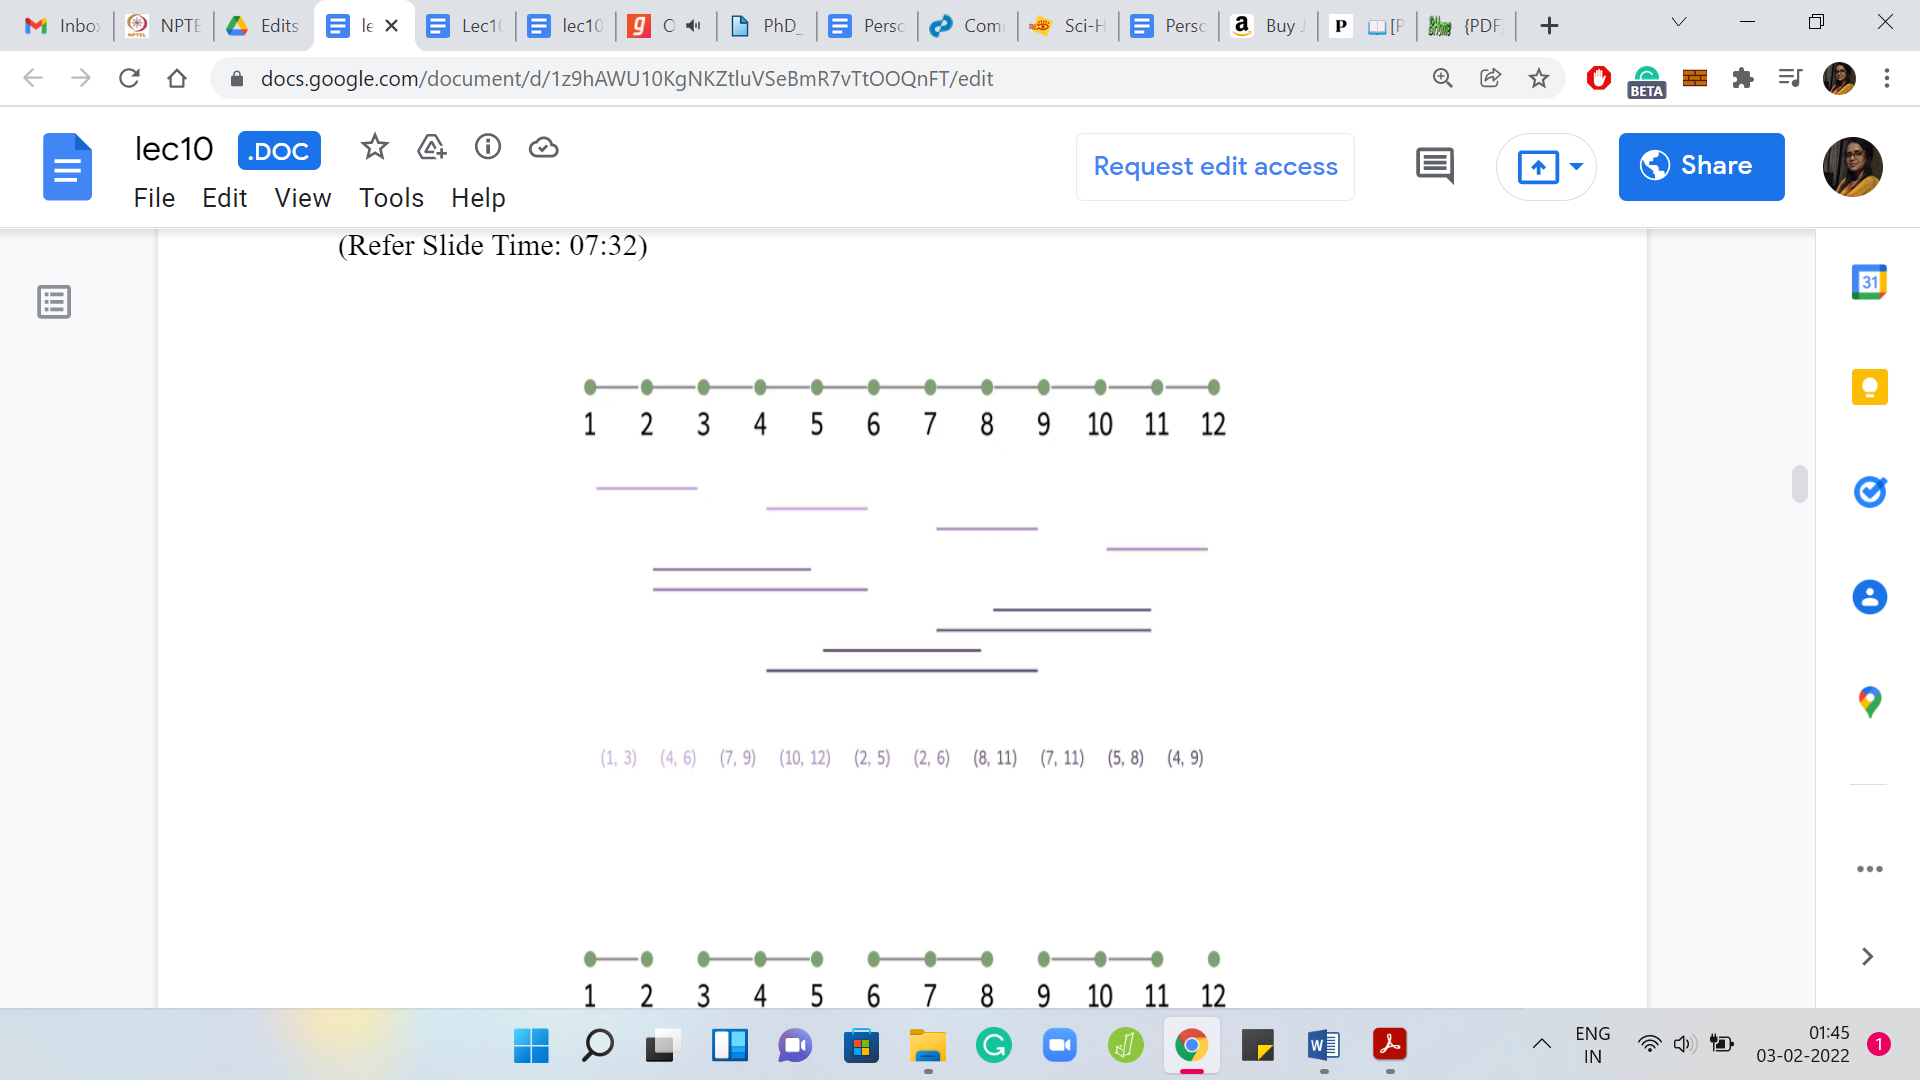 Inbo NPTE Edits le Lec1 lec10 O PhD_ Perso Com Sci-H Perso Buy J [P {PDF}
docs.google.com/document/d/1z9hAWU10KgNKZtluVSeBmR7vTtOOQnFT/edit
BETA
lec10 .DOC
Request edit access
Share
File Edit View Tools Help
(Refer Slide Time: 07:32)
31
1 2 3 4 5 6 7 8 9 10 11 12
(1, 3) (4, 6) (7, 9) (10, 12) (2, 5) (2, 6) (8, 11) (7, 11) (5, 8) (4, 9)
1 2 3 4 5 6 7 8 9 10 11 12
ENG
IN
01:45
03-02-2022
1